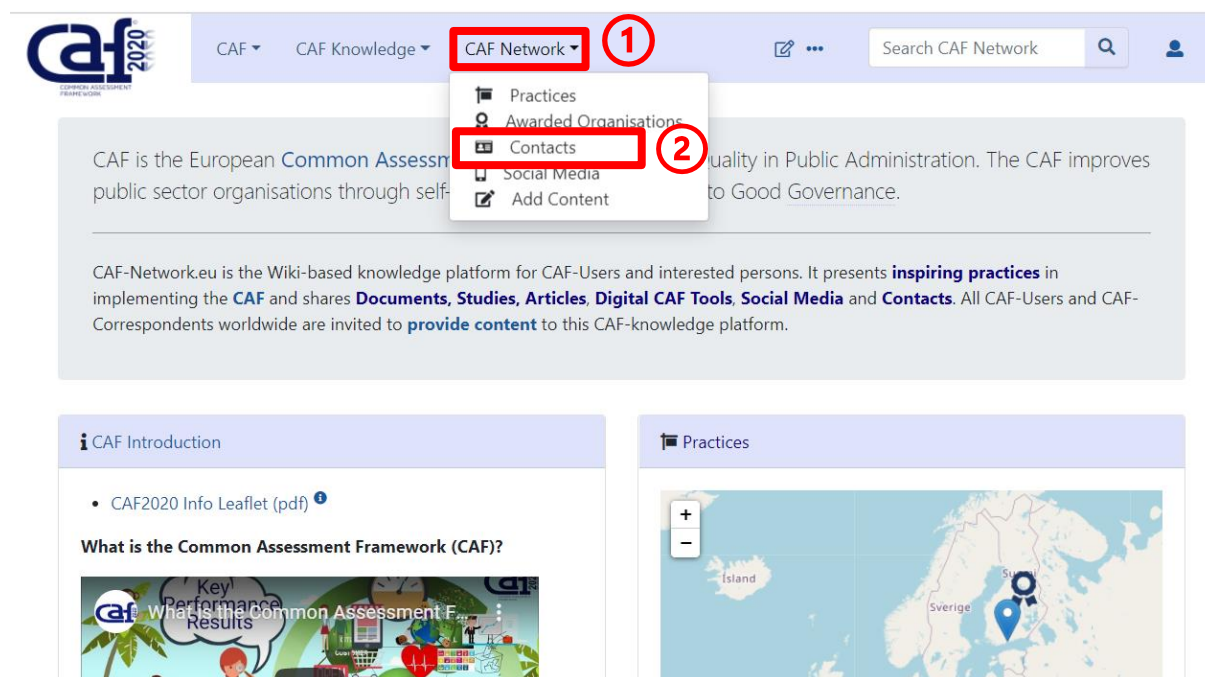 caf
2020
COMMON ASSESSMENT
FRAMEWORK
CAF
CAF Knowledge
CAF Network
1
Search CAF Network
Practices
Awarded Organisations
Contacts
2
Social Media
Add Content
CAF is the European Common Assessm uality in Public Administration. The CAF improves
public sector organisations through self- to Good Governance.
CAF-Network.eu is the Wiki-based knowledge platform for CAF-Users and interested persons. It presents inspiring practices in
implementing the CAF and shares Documents, Studies, Articles, Digital CAF Tools, Social Media and Contacts. All CAF-Users and CAF-
Correspondents worldwide are invited to provide content to this CAF-knowledge platform.
CAF Introduction
• CAF2020 Info Leaflet (pdf)
What is the Common Assessment Framework (CAF)?
caf
What is the Common Assessment F...
Key
Performance
Results
caf
Practices
+
−
Ísland
Sverige